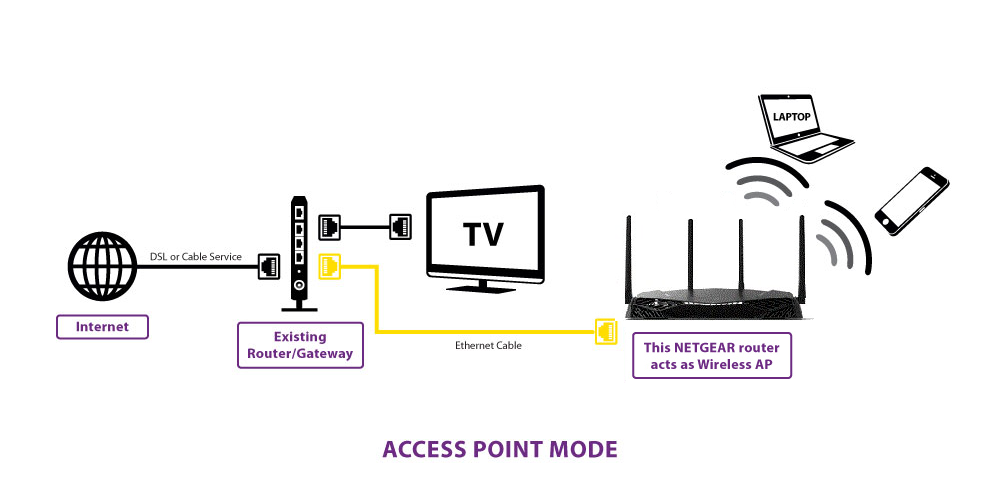 LAPTOP
TV
DSL or Cable Service
Internet
Existing
Router/Gateway
Ethernet Cable
This NETGEAR router
acts as Wireless AP
ACCESS POINT MODE